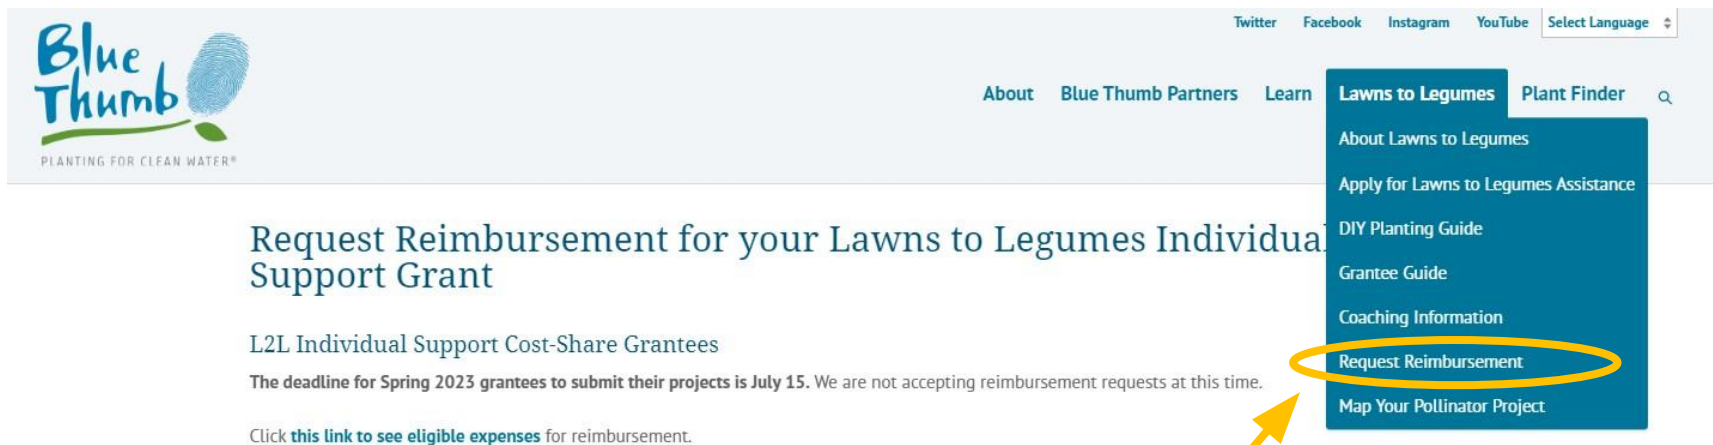 Blue
Thumb
PLANTING FOR CLEAN WATER®
Twitter Facebook Instagram YouTube Select Language
About Blue Thumb Partners Learn Lawns to Legumes Plant Finder
About Lawns to Legumes
Apply for Lawns to Legumes Assistance
DIY Planting Guide
Grantee Guide
Coaching Information
Request Reimbursement
Map Your Pollinator Project
Request Reimbursement for your Lawns to Legumes Individua
Support Grant
L2L Individual Support Cost-Share Grantees
The deadline for Spring 2023 grantees to submit their projects is July 15. We are not accepting reimbursement requests at this time.
Click this link to see eligible expenses for reimbursement.